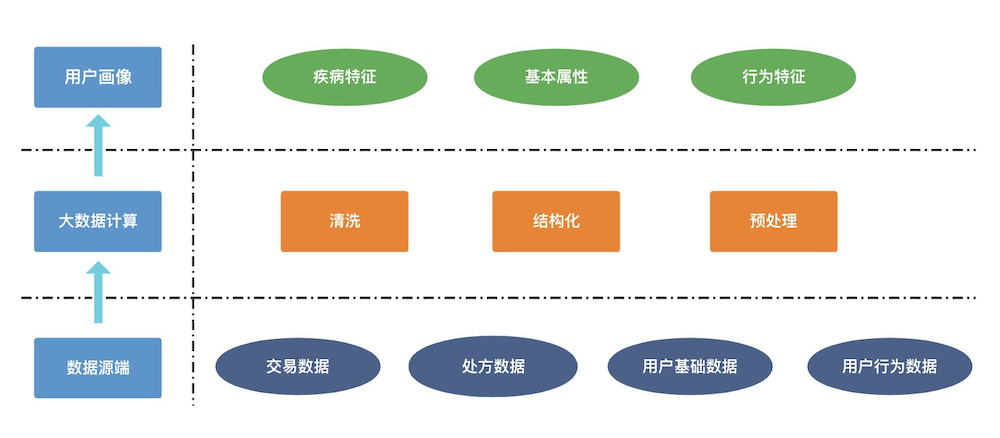 用户画像
疾病特征
基本属性
行为特征
大数据计算
清洗
结构化
预处理
数据源端
交易数据
处方数据
用户基础数据
用户行为数据